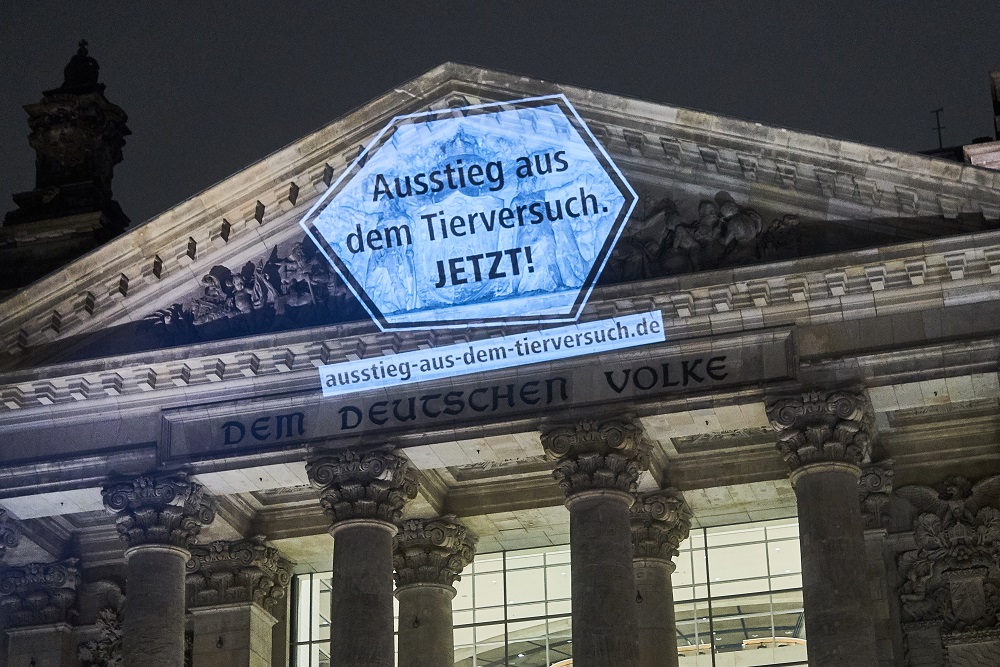 Ausstieg aus
dem Tierversuch.
JETZT!
ausstieg-aus-dem-tierversuch.de
DEM DEUTSCHEN VOLKE